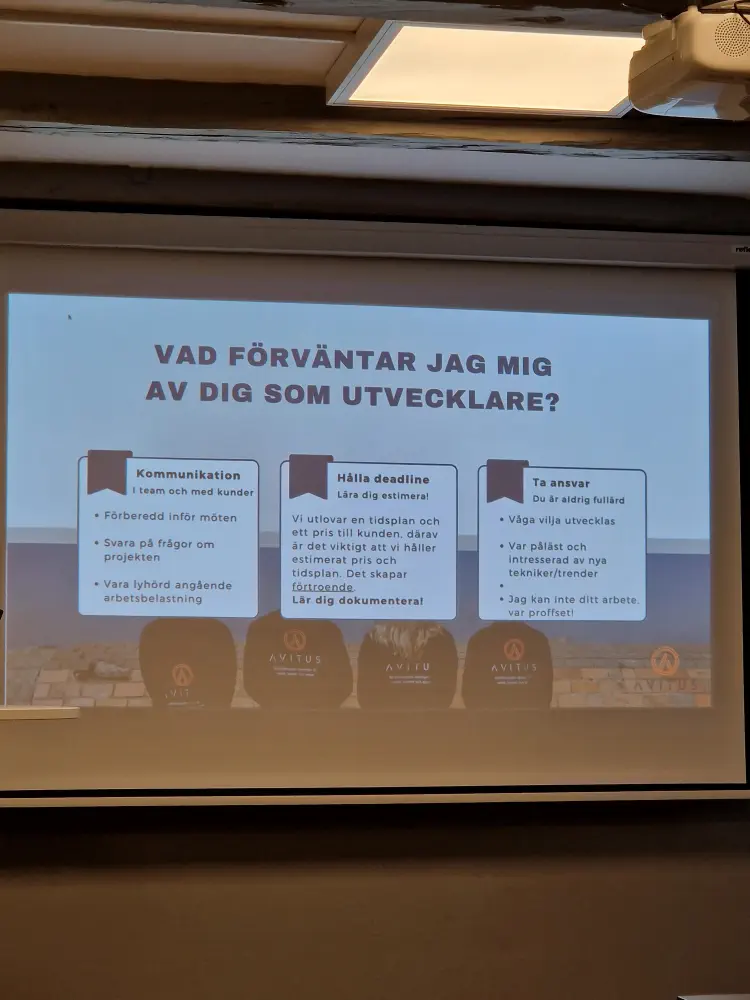 VAD FÖRVÄNTAR JAG MIG
AV DIG SOM UTVECKLARE?
Kommunikation
I team och med kunder
• Förberedd inför möten
• Svara på frågor om
projekten
• Vara lyhörd angående
arbetsbelastning
Hålla deadline
Lära dig estimera!
Vi utlovar en tidsplan och
ett pris till kunden, därav
är det viktigt att vi håller
estimerat pris och
tidsplan. Det skapar
förtroende.
Lär dig dokumentera!
Ta ansvar
Du är aldrig fullärd
• Våga vilja utvecklas
• Var påläst och
intresserad av nya
tekniker/trender
•
• Jag kan inte ditt arbete,
var proffset!
AVITUS
AVITUS
AVITUS